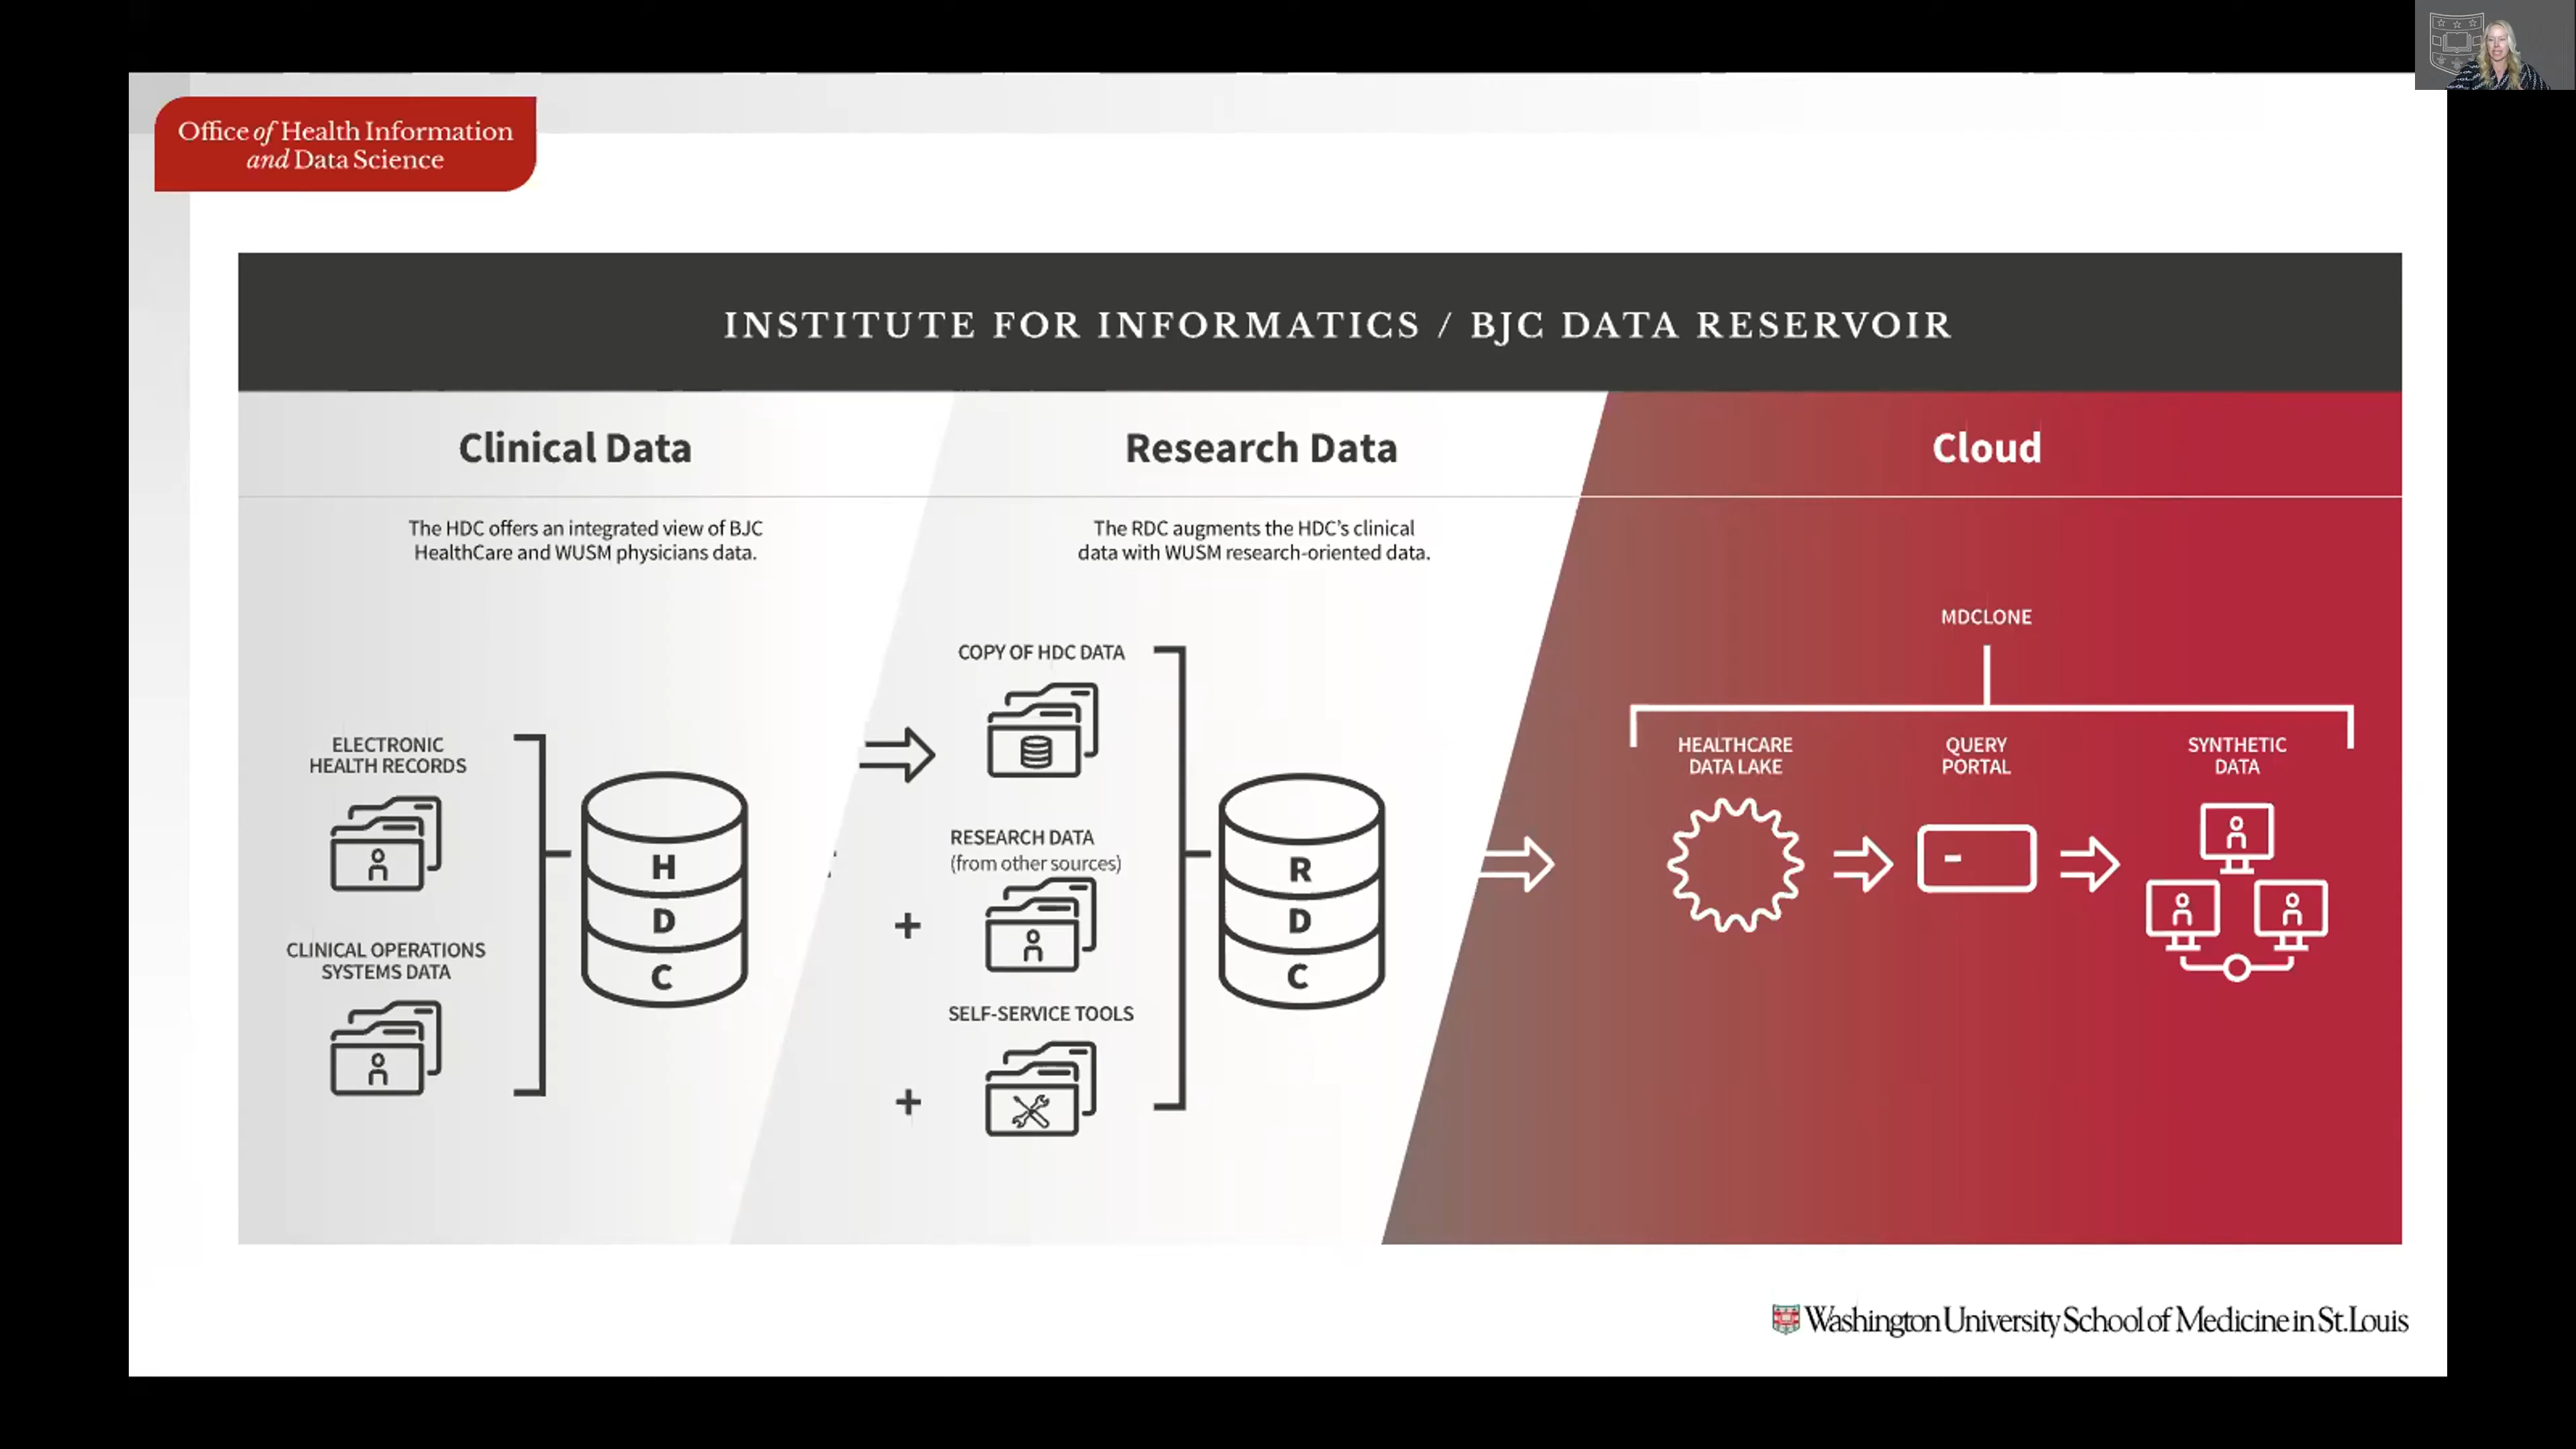 Office of Health Information
and Data Science
INSTITUTE FOR INFORMATICS / BJC DATA RESERVOIR
Clinical Data
The HDC offers an integrated view of BJC
HealthCare and WUSM physicians data.
ELECTRONIC
HEALTH RECORDS
CLINICAL OPERATIONS
SYSTEMS DATA
H
D
C
Research Data
The RDC augments the HDC's clinical
data with WUSM research-oriented data.
COPY OF HDC DATA
RESEARCH DATA
(from other sources)
+
SELF-SERVICE TOOLS
+
R
D
C
Cloud
MDCLONE
HEALTHCARE
DATA LAKE
QUERY
PORTAL
SYNTHETIC
DATA
Washington University School of Medicine in St. Louis